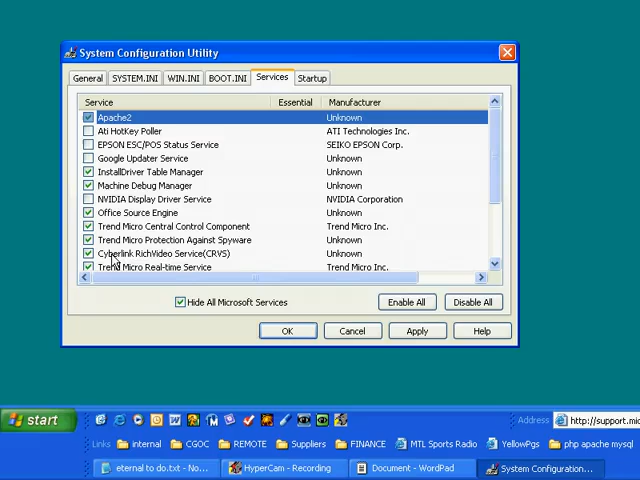 System Configuration Utility
General SYSTEM.INI WIN.INI BOOT.INI Services Startup
Service Essential Manufacturer
Apache2 Unknown
Ati HotKey Poller ATI Technologies Inc.
EPSON ESC/POS Status Service SEIKO EPSON Corp.
Google Updater Service Unknown
InstallDriver Table Manager Unknown
Machine Debug Manager Unknown
NVIDIA Display Driver Service NVIDIA Corporation
Office Source Engine Unknown
Trend Micro Central Control Component Trend Micro Inc.
Trend Micro Protection Against Spyware Unknown
Cyberlink RichVideo Service(CRVS) Unknown
Trend Micro Real-time Service Trend Micro Inc.
Hide All Microsoft Services Enable All Disable All
OK Cancel Apply Help
start Address http://support.mic
Links internal CGOC REMOTE Suppliers FINANCE MTL Sports Radio YellowPgs php apache mysql
eternal to do.txt - No... HyperCam - Recording Document - WordPad System Configuration...